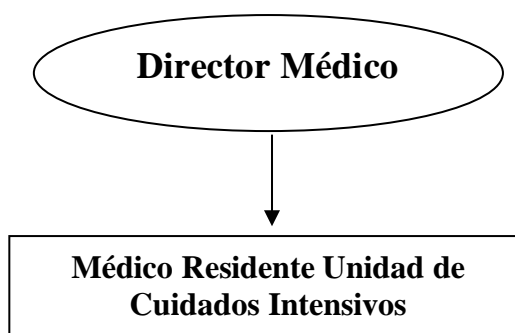 Director Médico
Médico Residente Unidad de
Cuidados Intensivos